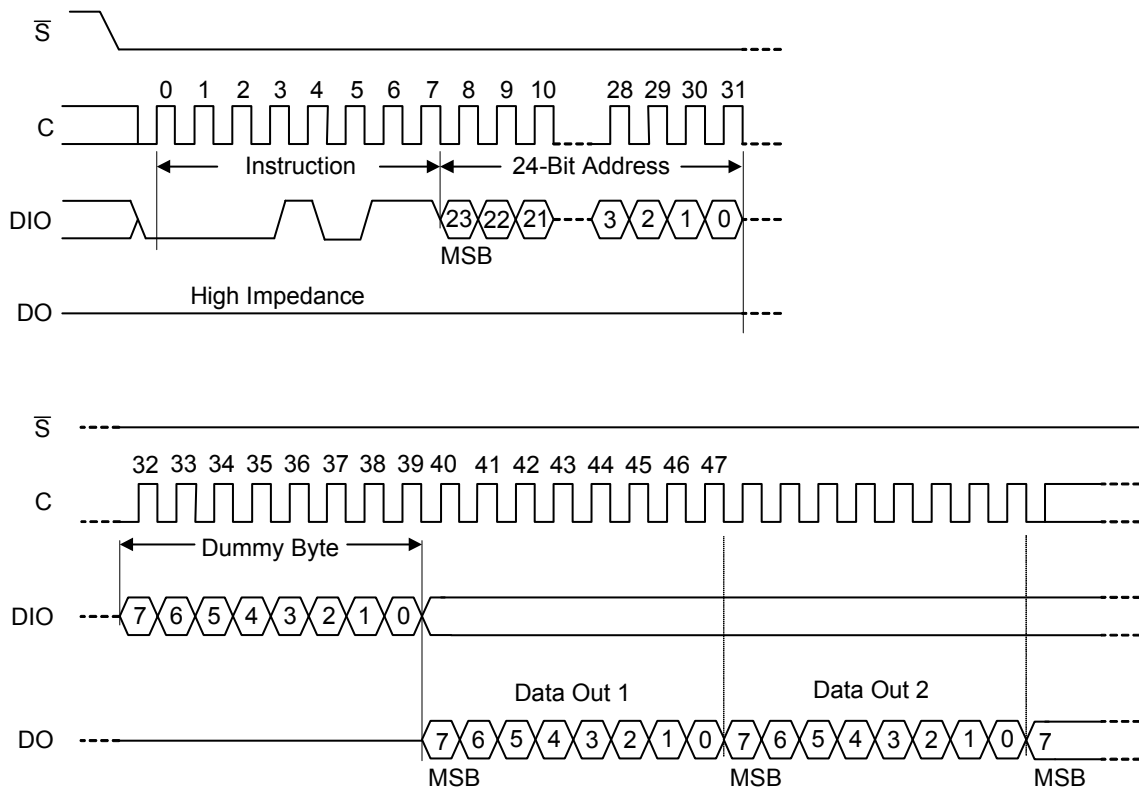 S̅
0 1 2 3 4 5 6 7 8 9 10 28 29 30 31
C
Instruction 24-Bit Address
DIO 23 22 21 3 2 1 0
MSB
High Impedance
DO
S̅
32 33 34 35 36 37 38 39 40 41 42 43 44 45 46 47
C
Dummy Byte
DIO 7 6 5 4 3 2 1 0
Data Out 1 Data Out 2
DO 7 6 5 4 3 2 1 0 7 6 5 4 3 2 1 0 7
MSB MSB MSB